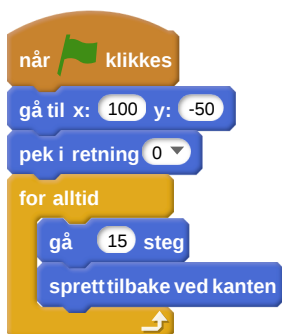 når klikkes
gå til x: 100 y: -50
pek i retning 0
for alltid
gå 15 steg
sprett tilbake ved kanten